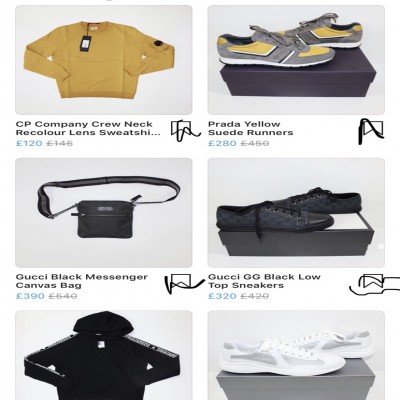 CP Company Crew Neck
Recolour Lens Sweatshi...
£120 £145
Prada Yellow
Suede Runners
£280 £450
Gucci Black Messenger
Canvas Bag
£390 £540
Gucci GG Black Low
Top Sneakers
£320 £420